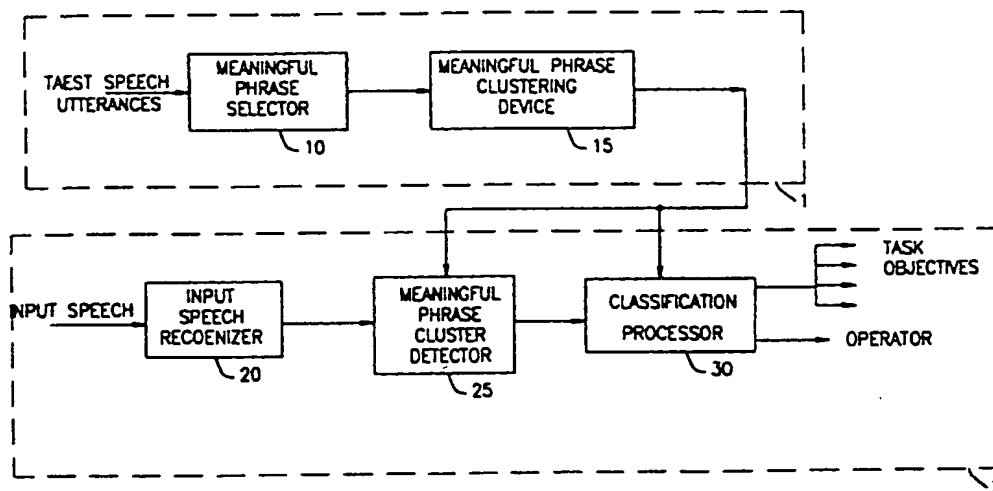 TAEST SPEECH
UTTERANCES
MEANINGFUL
PHRASE
SELECTOR
10
MEANINGFUL PHRASE
CLUSTERING
DEVICE
15
1
INPUT SPEECH
INPUT
SPEECH
RECOENIZER
20
MEANINGFUL
PHRASE
CLUSTER
DETECTOR
25
CLASSIFICATION
PROCESSOR
30
TASK
OBJECTIVES
OPERATOR